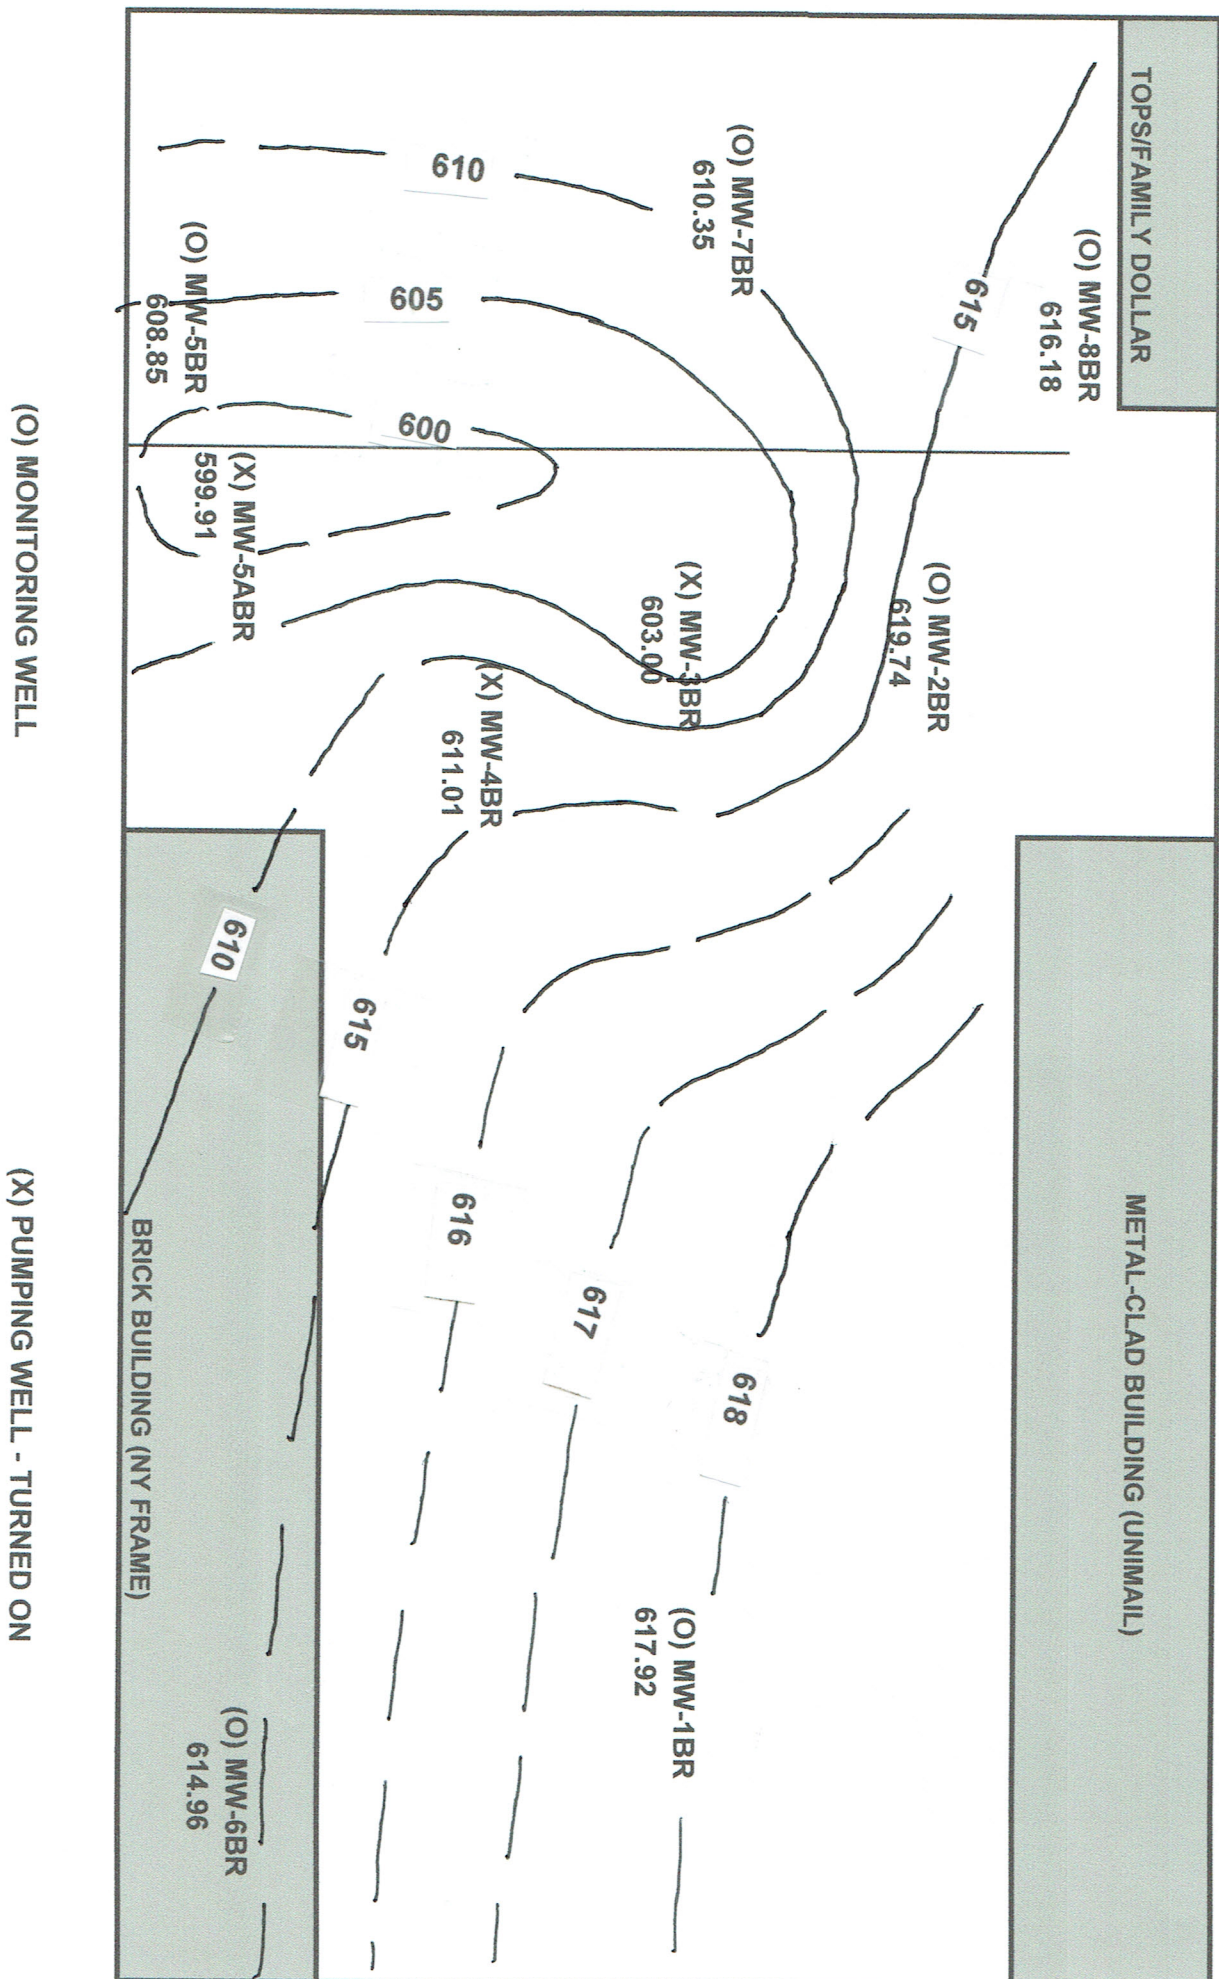 TOPS/FAMILY DOLLAR
(O) MW-8BR
616.18
615
(O) MW-7BR
610.35
610
605
(O) MW-5BR
608.85
600
(X) MW-5ABR
599.91
(O) MW-2BR
619.74
(X) MW-3BR
603.00
(X) MW-4BR
611.01
610
615
616
617
618
METAL-CLAD BUILDING (UNIMAIL)
(O) MW-1BR
617.92
BRICK BUILDING (NY FRAME)
(O) MW-6BR
614.96
(O) MONITORING WELL
(X) PUMPING WELL - TURNED ON